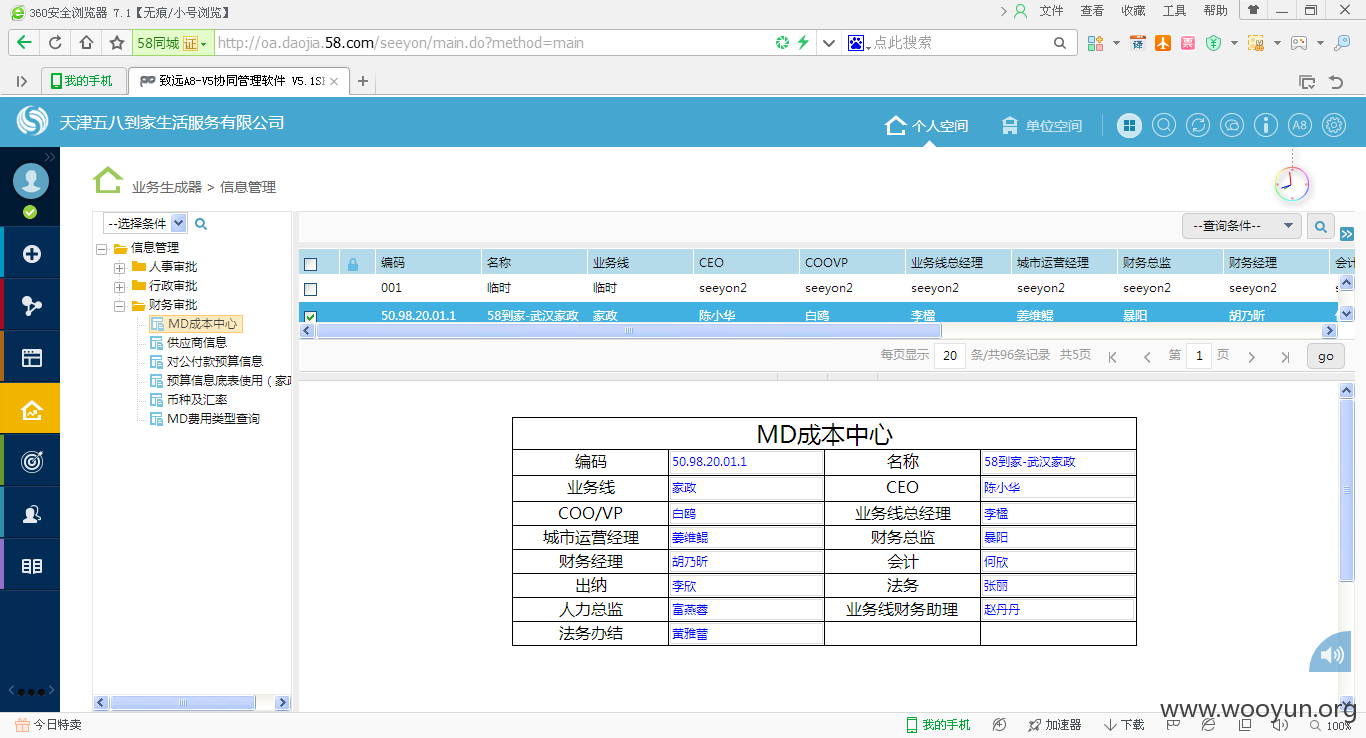 360安全浏览器 7.1【无痕/小号浏览】 文件 查看 收藏 工具 帮助
58同城 证 http://oa.daojia.58.com/seeyon/main.do?method=main 点此搜索 译 票
我的手机 致远A8-V5协同管理软件 V5.1S
天津五八到家生活服务有限公司 个人空间 单位空间 A8
业务生成器 > 信息管理
--选择条件 --查询条件--
信息管理
人事审批
行政审批
财务审批
MD成本中心
供应商信息
对公付款预算信息
预算信息底表使用（家政
币种及汇率
MD费用类型查询
编码 名称 业务线 CEO COOVP 业务线总经理 城市运营经理 财务总监 财务经理 会计
001 临时 临时 seeyon2 seeyon2 seeyon2 seeyon2 seeyon2 seeyon2
50.98.20.01.1 58到家-武汉家政 家政 陈小华 白鸥 李楹 姜维鲲 暴阳 胡乃昕
每页显示 20 条/共96条记录 共5页 第 1 页 go
MD成本中心
编码 50.98.20.01.1 名称 58到家-武汉家政
业务线 家政 CEO 陈小华
COO/VP 白鸥 业务线总经理 李楹
城市运营经理 姜维鲲 财务总监 暴阳
财务经理 胡乃昕 会计 何欣
出纳 李欣 法务 张丽
人力总监 富燕蓉 业务线财务助理 赵丹丹
法务办结 黄雅蕾
www.wooyun.org
今日特卖 我的手机 加速器 下载 100%